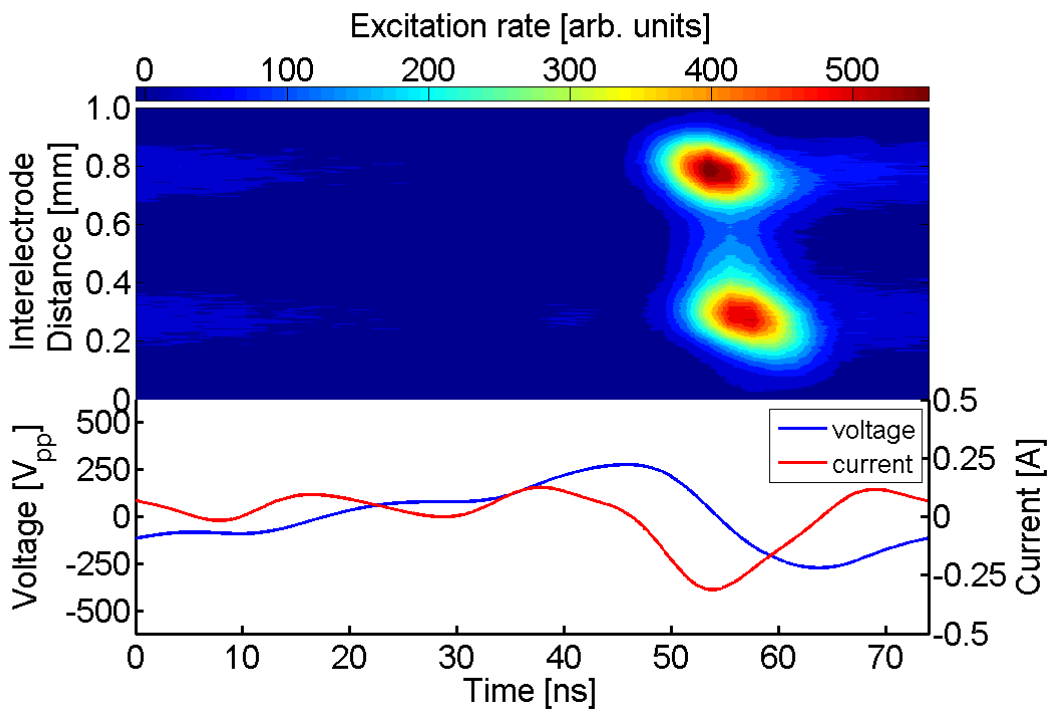 Excitation rate [arb. units]
0 100 200 300 400 500
Interelectrode
Distance [mm]
1.0
0.8
0.6
0.4
0.2
0
Voltage [Vpp]
500
250
0
-250
-500
voltage
current
0.5
0.25
0
-0.25
-0.5
Current [A]
0 10 20 30 40 50 60 70
Time [ns]